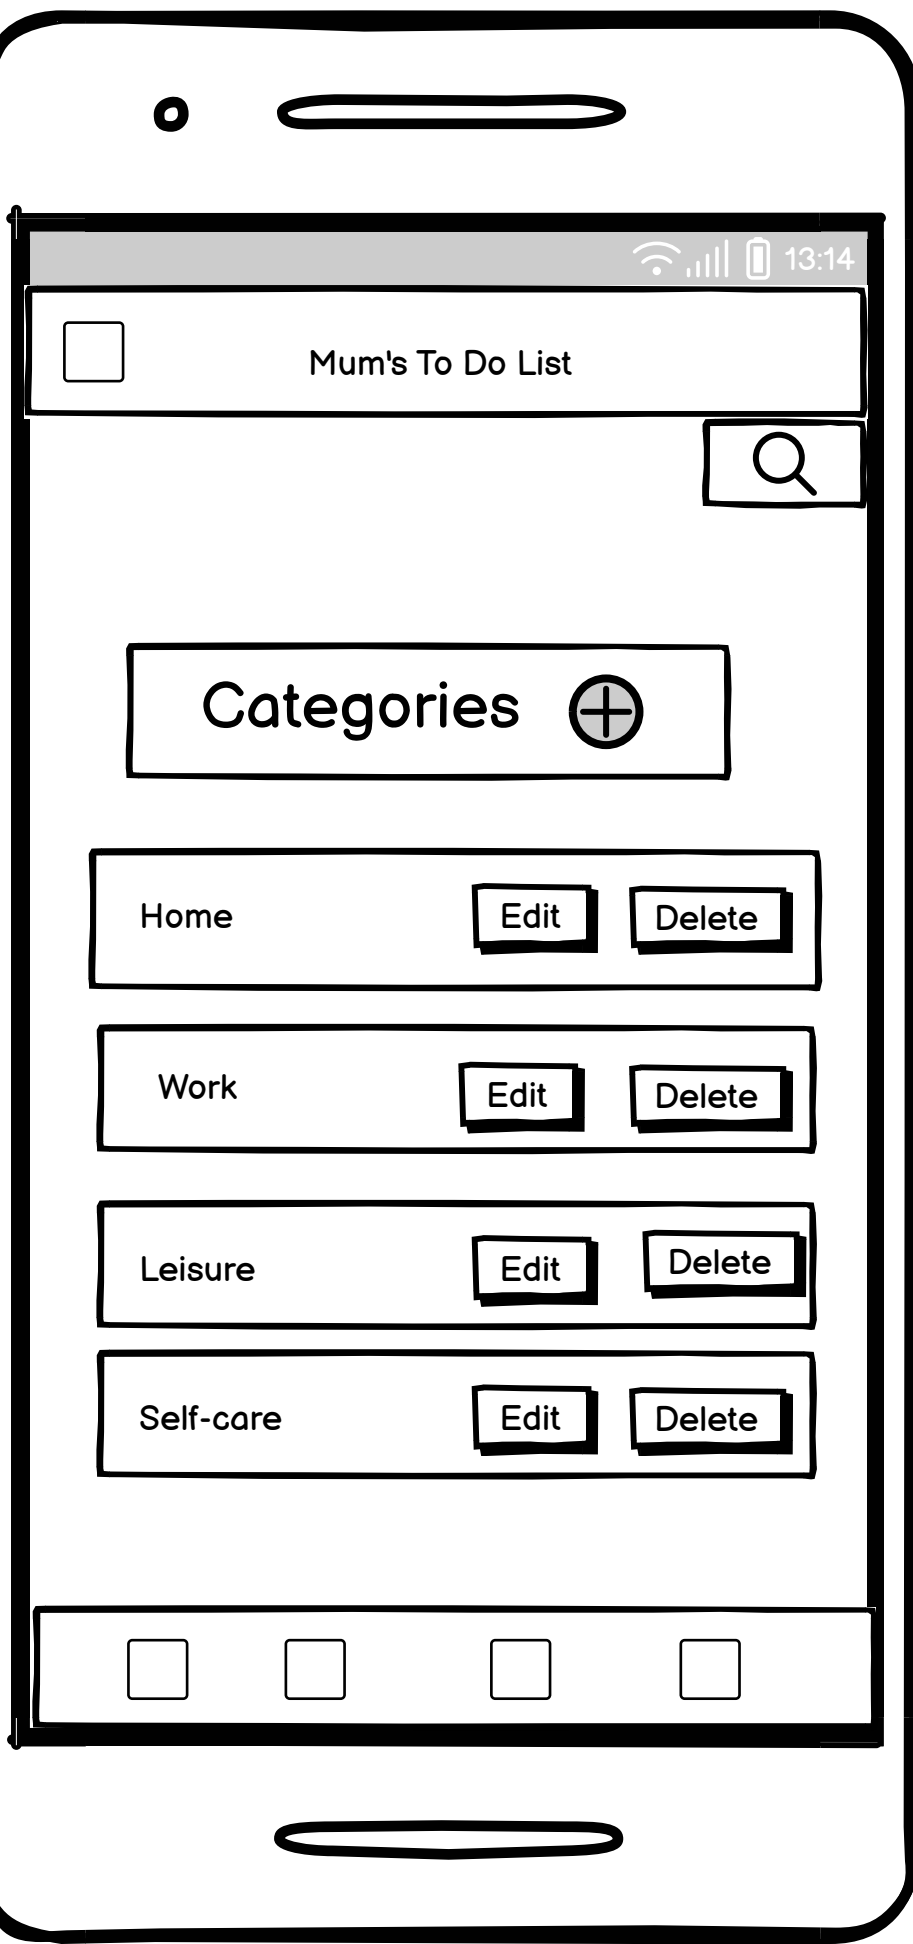 13:14
Mum's To Do List
Categories
Home Edit Delete
Work Edit Delete
Leisure Edit Delete
Self-care Edit Delete